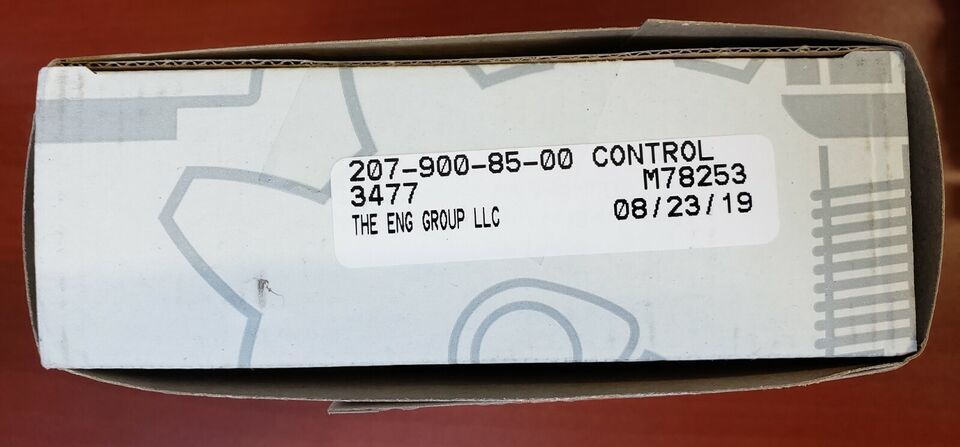 207-900-85-00 CONTROL
3477 M78253
THE ENG GROUP LLC 08/23/19